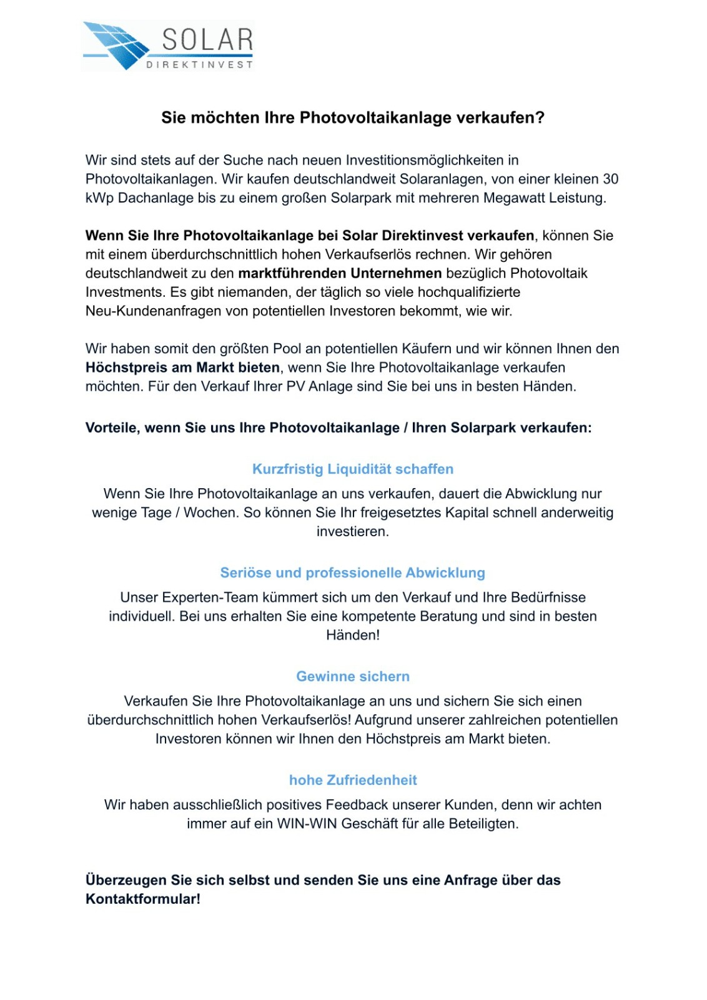 SOLAR
DIREKTINVEST
Sie möchten Ihre Photovoltaikanlage verkaufen?
Wir sind stets auf der Suche nach neuen Investitionsmöglichkeiten in
Photovoltaikanlagen. Wir kaufen deutschlandweit Solaranlagen, von einer kleinen 30
kWp Dachanlage bis zu einem großen Solarpark mit mehreren Megawatt Leistung.
Wenn Sie Ihre Photovoltaikanlage bei Solar Direktinvest verkaufen, können Sie
mit einem überdurchschnittlich hohen Verkaufserlös rechnen. Wir gehören
deutschlandweit zu den marktführenden Unternehmen bezüglich Photovoltaik
Investments. Es gibt niemanden, der täglich so viele hochqualifizierte
Neu-Kundenanfragen von potentiellen Investoren bekommt, wie wir.
Wir haben somit den größten Pool an potentiellen Käufern und wir können Ihnen den
Höchstpreis am Markt bieten, wenn Sie Ihre Photovoltaikanlage verkaufen
möchten. Für den Verkauf Ihrer PV Anlage sind Sie bei uns in besten Händen.
Vorteile, wenn Sie uns Ihre Photovoltaikanlage / Ihren Solarpark verkaufen:
Kurzfristig Liquidität schaffen
Wenn Sie Ihre Photovoltaikanlage an uns verkaufen, dauert die Abwicklung nur
wenige Tage / Wochen. So können Sie Ihr freigesetztes Kapital schnell anderweitig
investieren.
Seriöse und professionelle Abwicklung
Unser Experten-Team kümmert sich um den Verkauf und Ihre Bedürfnisse
individuell. Bei uns erhalten Sie eine kompetente Beratung und sind in besten
Händen!
Gewinne sichern
Verkaufen Sie Ihre Photovoltaikanlage an uns und sichern Sie sich einen
überdurchschnittlich hohen Verkaufserlös! Aufgrund unserer zahlreichen potentiellen
Investoren können wir Ihnen den Höchstpreis am Markt bieten.
hohe Zufriedenheit
Wir haben ausschließlich positives Feedback unserer Kunden, denn wir achten
immer auf ein WIN-WIN Geschäft für alle Beteiligten.
Überzeugen Sie sich selbst und senden Sie uns eine Anfrage über das
Kontaktformular!